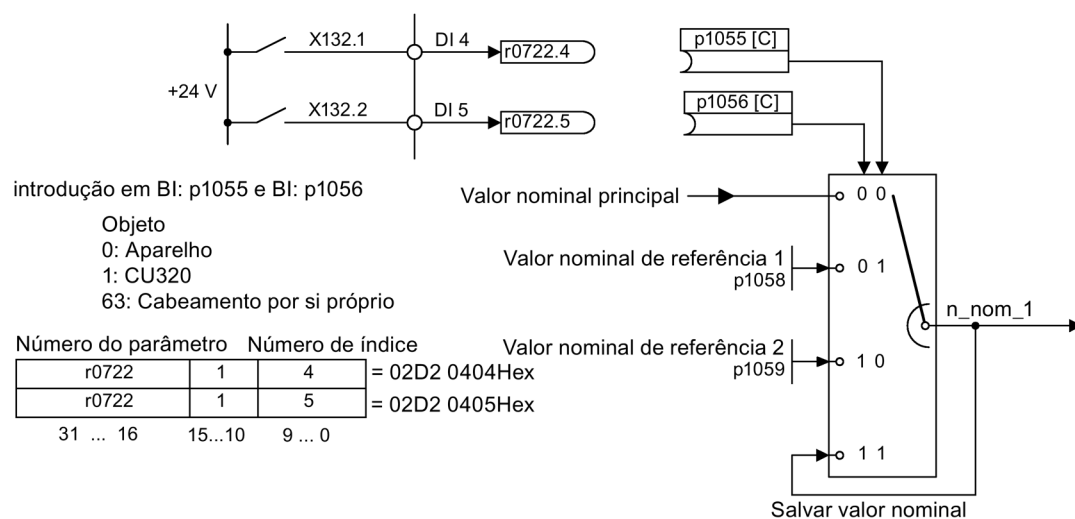 X132.1
DI 4
r0722.4
+24 V
X132.2
DI 5
r0722.5
p1055 [C]
p1056 [C]
introdução em BI: p1055 e BI: p1056
Objeto
0: Aparelho
1: CU320
63: Cabeamento por si próprio
Número do parâmetro Número de índice
r0722 1 4 = 02D2 0404Hex
r0722 1 5 = 02D2 0405Hex
31 ... 16 15...10 9 ... 0
Valor nominal principal
0 0
Valor nominal de referência 1
p1058
0 1
n_nom_1
Valor nominal de referência 2
p1059
1 0
1 1
Salvar valor nominal